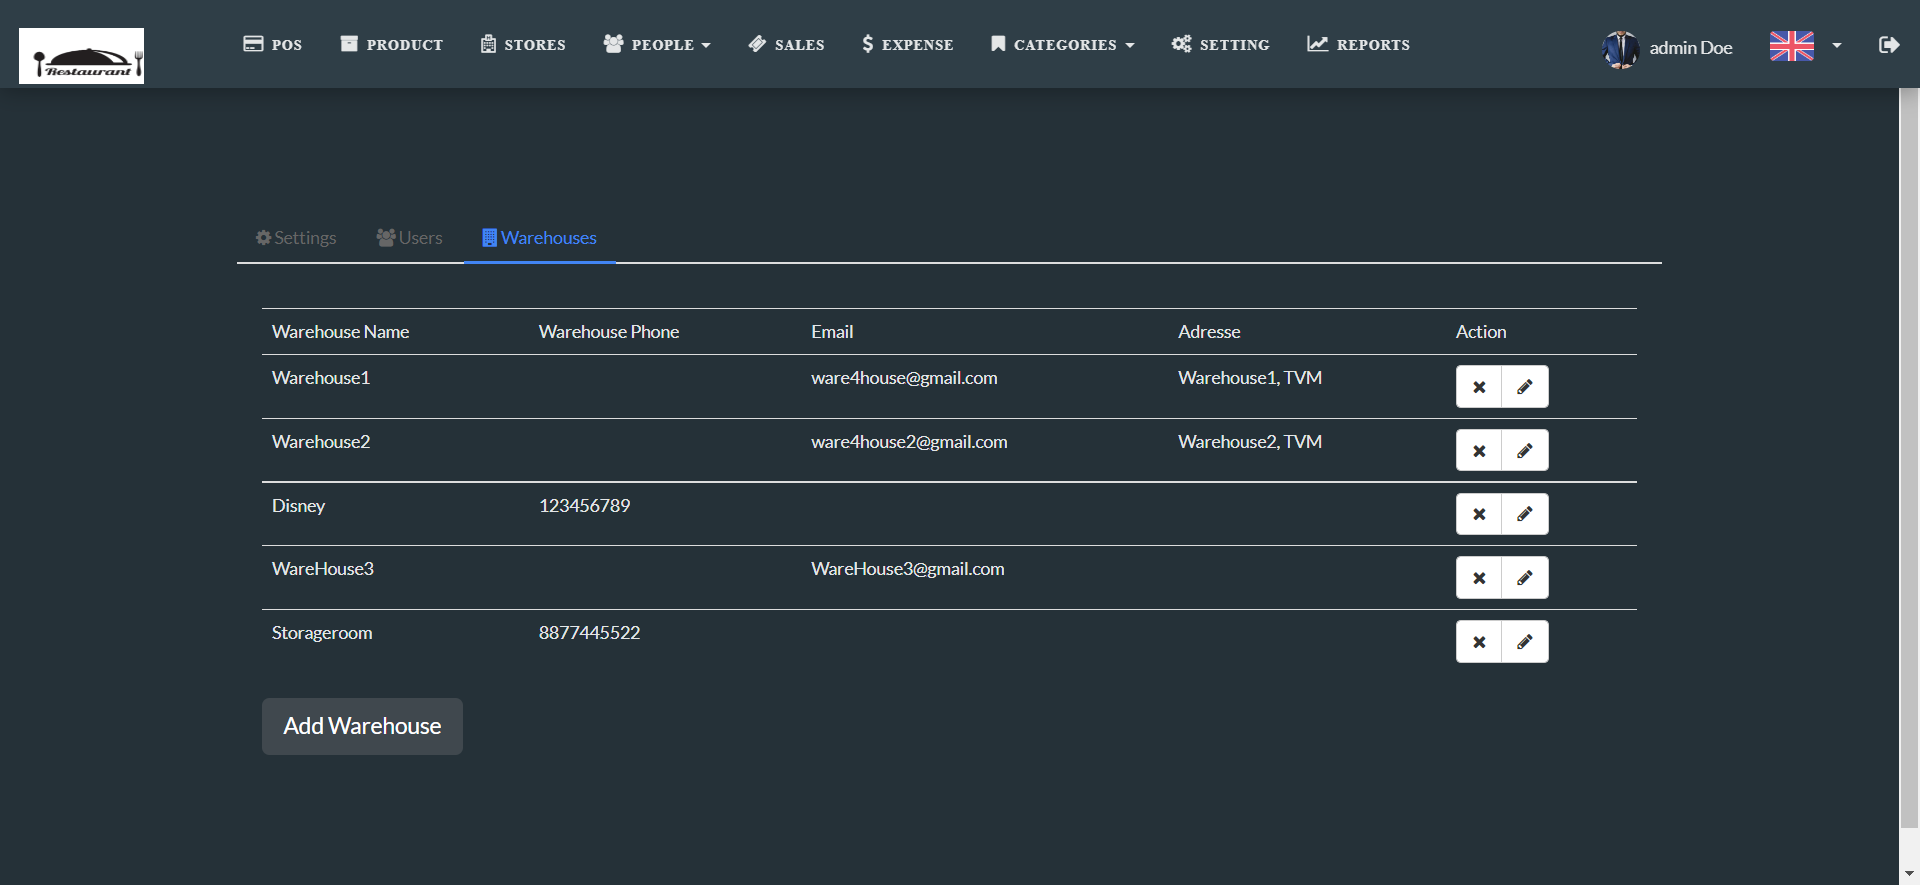 Restaurant
POS PRODUCT STORES PEOPLE SALES EXPENSE CATEGORIES SETTING REPORTS admin Doe
Settings Users Warehouses
Warehouse Name Warehouse Phone Email Adresse Action
Warehouse1 ware4house@gmail.com Warehouse1, TVM
Warehouse2 ware4house2@gmail.com Warehouse2, TVM
Disney 123456789
WareHouse3 WareHouse3@gmail.com
Storageroom 8877445522
Add Warehouse